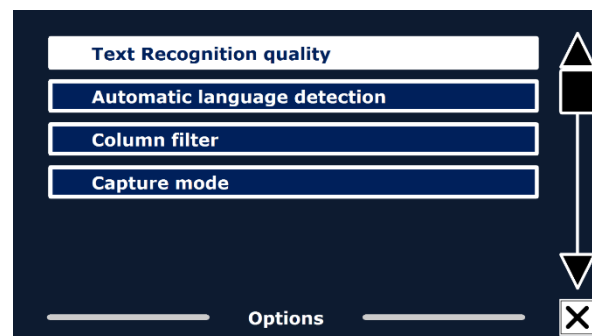 Text Recognition quality
Automatic language detection
Column filter
Capture mode
Options